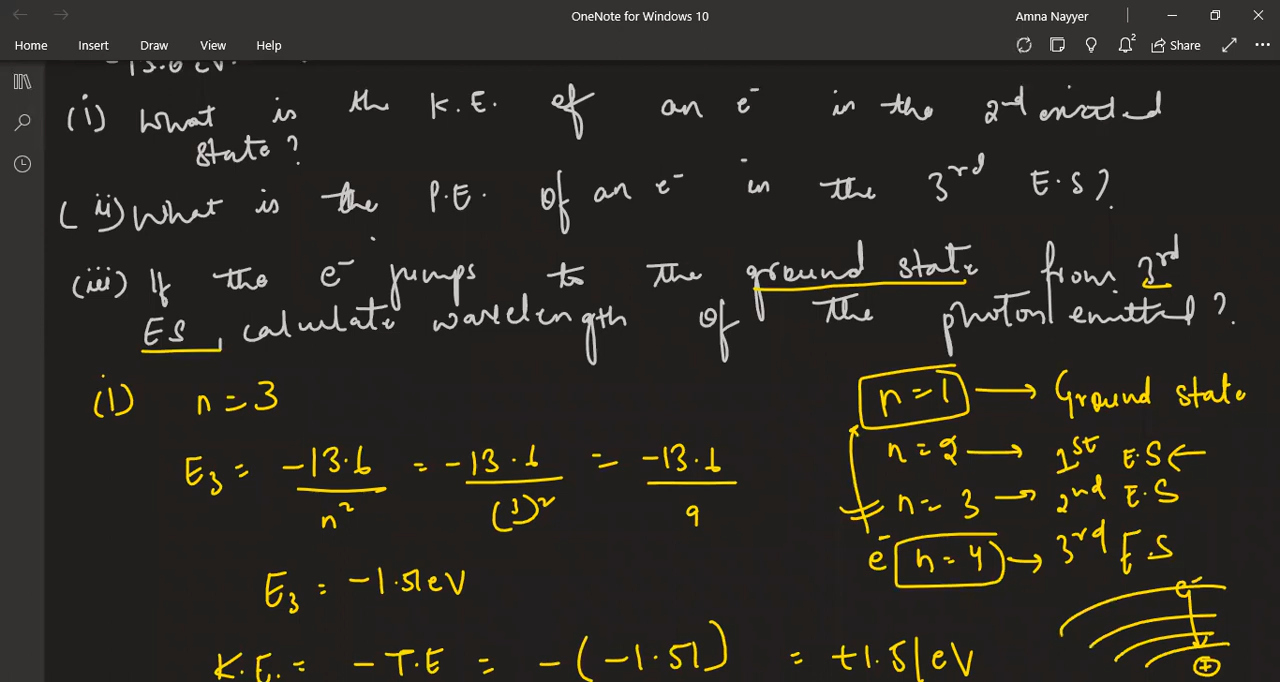 OneNote for Windows 10
Amna Nayyer
Home Insert Draw View Help
2 Share
-13.6 eV.
(i) What is the K.E. of an e⁻ in the 2nd excited
state?
(ii) What is the P.E. of an e⁻ in the 3rd E.S?
(iii) If the e⁻ jumps to the ground state from 3rd
ES, calculate wavelength of the photon emitted?
(i) n = 3
E₃ = -13.6/n² = -13.6/(3)² = -13.6/9
E₃ = -1.51eV
K.E. = -T.E = -(-1.51) = +1.51eV
n=1 → Ground state
n=2 → 1st E.S ←
n=3 → 2nd E.S
e⁻ n=4 → 3rd E.S
e⁻
+